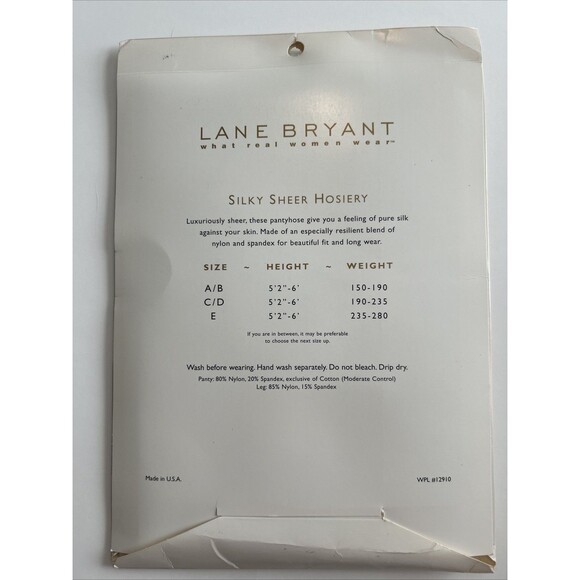 LANE BRYANT
what real women wear™
SILKY SHEER HOSIERY
Luxuriously sheer, these pantyhose give you a feeling of pure silk
against your skin. Made of an especially resilient blend of
nylon and spandex for beautiful fit and long wear.
SIZE ~ HEIGHT ~ WEIGHT
A/B 5'2"-6' 150-190
C/D 5'2"-6' 190-235
E 5'2"-6' 235-280
If you are in between, it may be preferable
to choose the next size up.
Wash before wearing. Hand wash separately. Do not bleach. Drip dry.
Panty: 80% Nylon, 20% Spandex, exclusive of Cotton (Moderate Control)
Leg: 85% Nylon, 15% Spandex
Made in U.S.A. WPL #12910